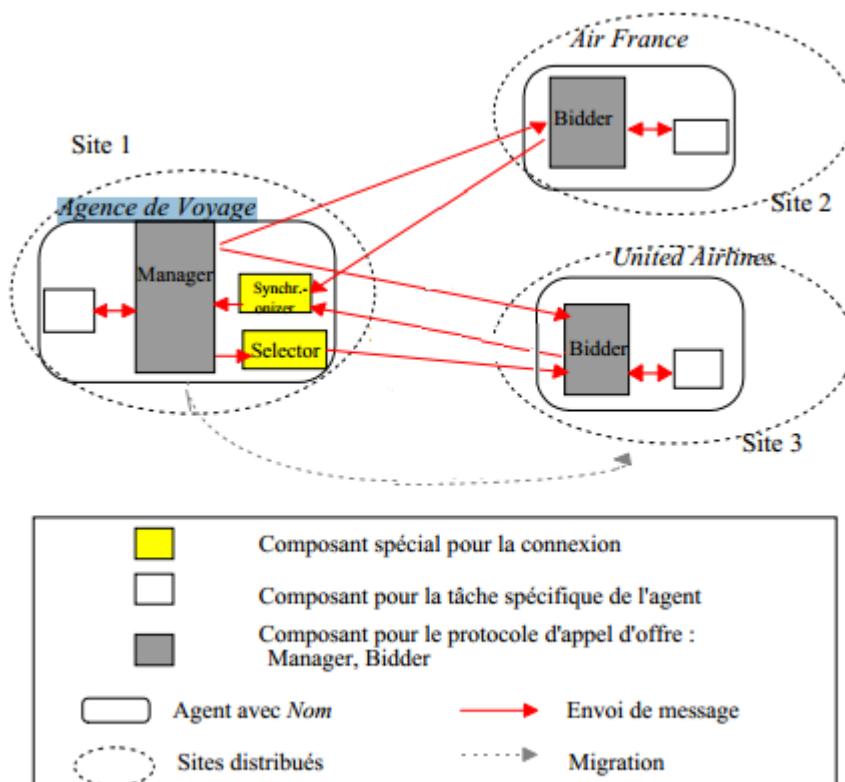 Air France
Bidder
Site 1
Site 2
Agence de Voyage
United Airlines
Manager
Synchr.-
onizer
Selector
Bidder
Site 3
Composant spécial pour la connexion
Composant pour la tâche spécifique de l'agent
Composant pour le protocole d'appel d'offre :
Manager, Bidder
Agent avec Nom
Envoi de message
Sites distribués
Migration